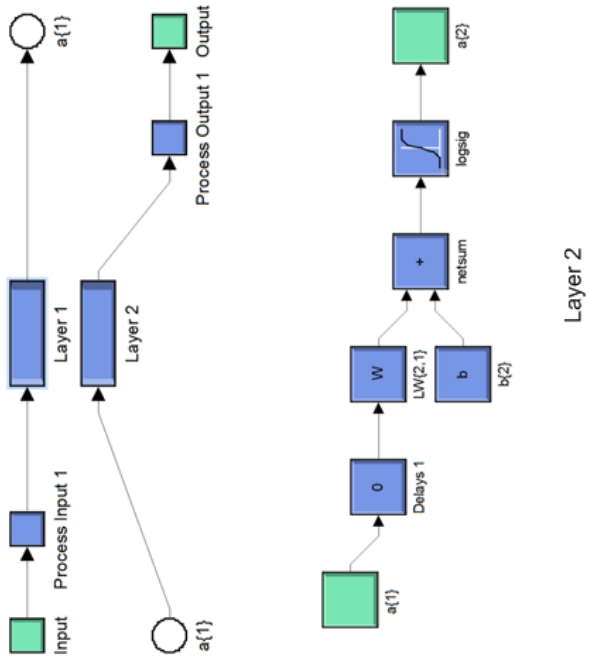 Input
Process Input 1
Layer 1
a{1}
a{1}
Layer 2
Process Output 1
Output
a{1}
0
Delays 1
W
LW{2,1}
b
b{2}
+
netsum
logsig
a{2}
Layer 2